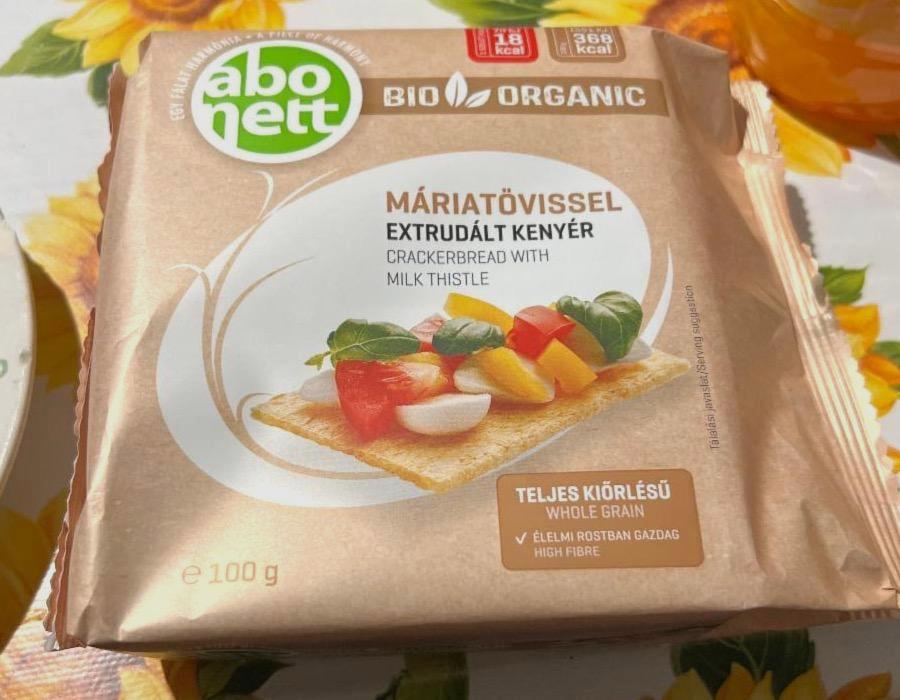 EGY FALAT HARMÓNIA • A PIECE OF HARMONY
abo
nett
18
kcal
368
kcal
BIO ORGANIC
MÁRIATÖVISSEL
EXTRUDÁLT KENYÉR
CRACKERBREAD WITH
MILK THISTLE
Tálalási javaslat/Serving suggestion
TELJES KIŐRLÉSŰ
WHOLE GRAIN
✓ ÉLELMI ROSTBAN GAZDAG
HIGH FIBRE
e 100 g